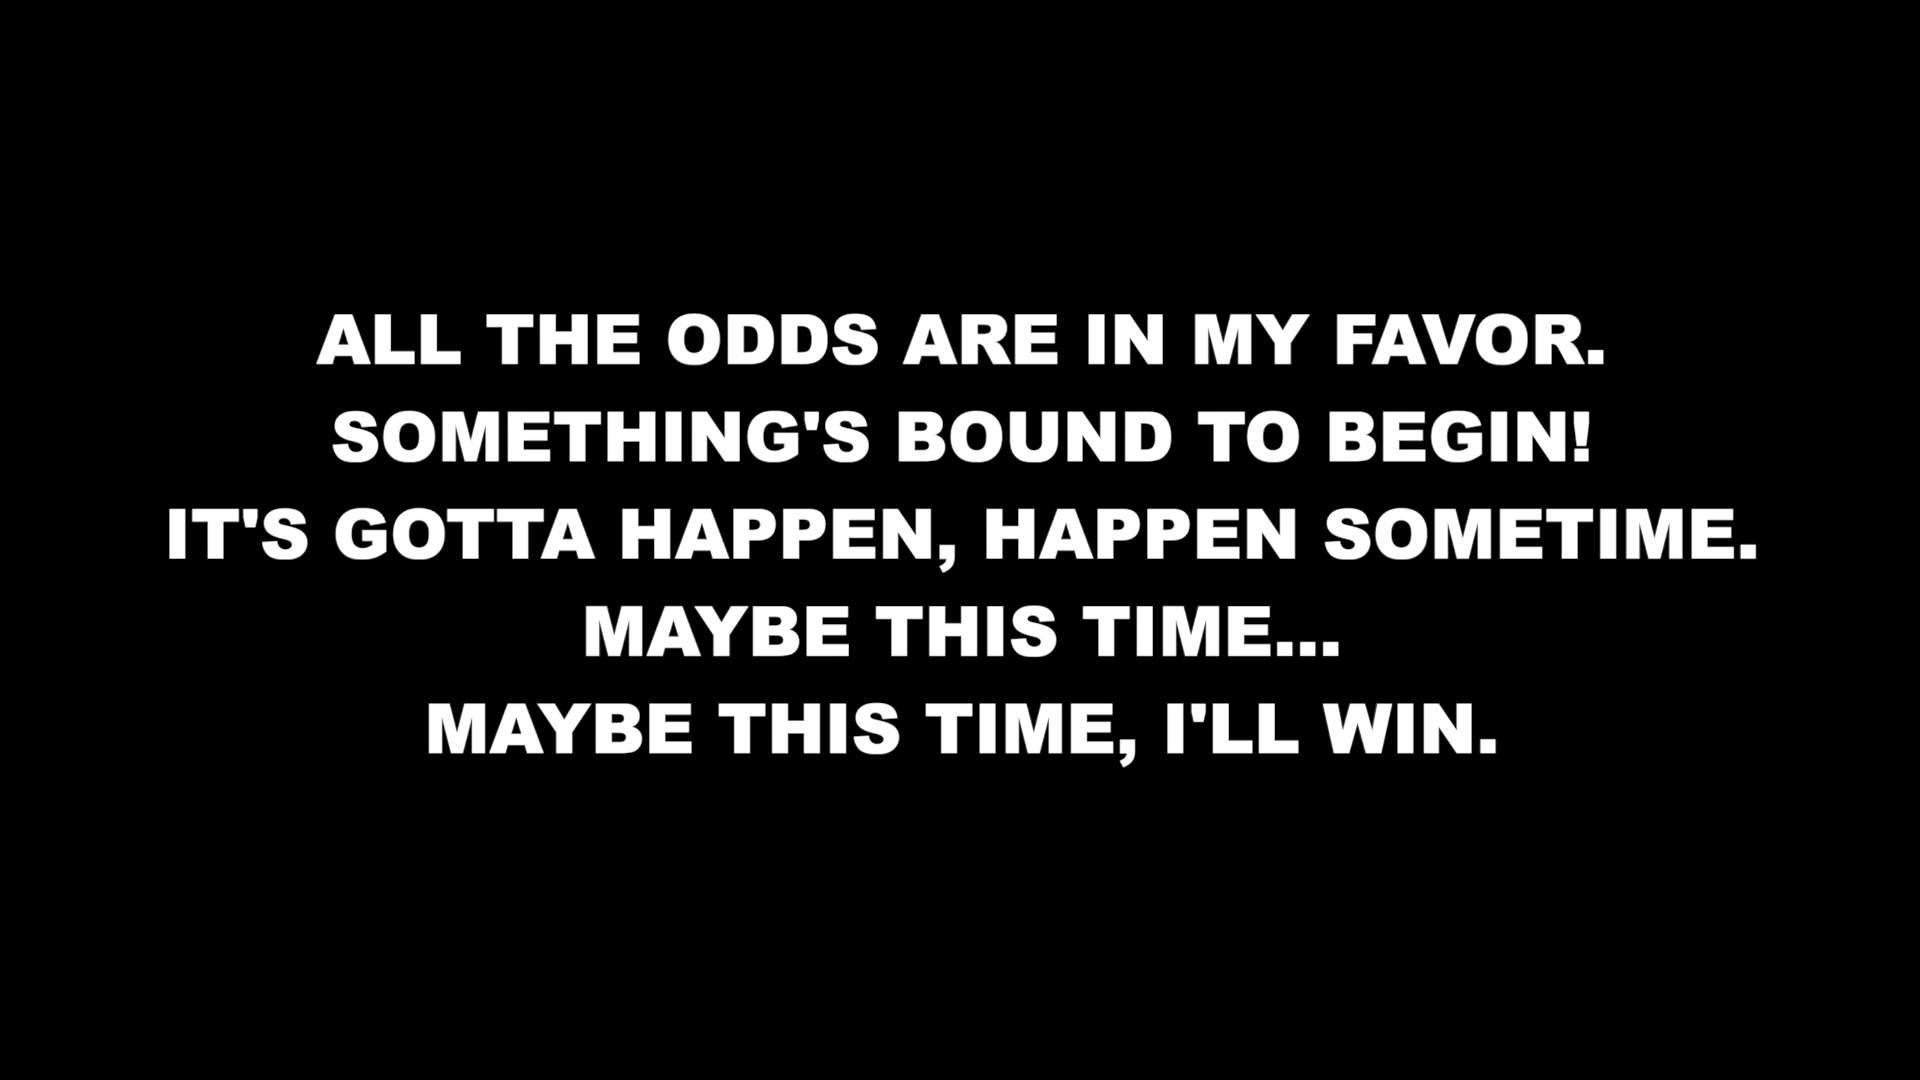 ALL THE ODDS ARE IN MY FAVOR.
SOMETHING'S BOUND TO BEGIN!
IT'S GOTTA HAPPEN, HAPPEN SOMETIME.
MAYBE THIS TIME...
MAYBE THIS TIME, I'LL WIN.